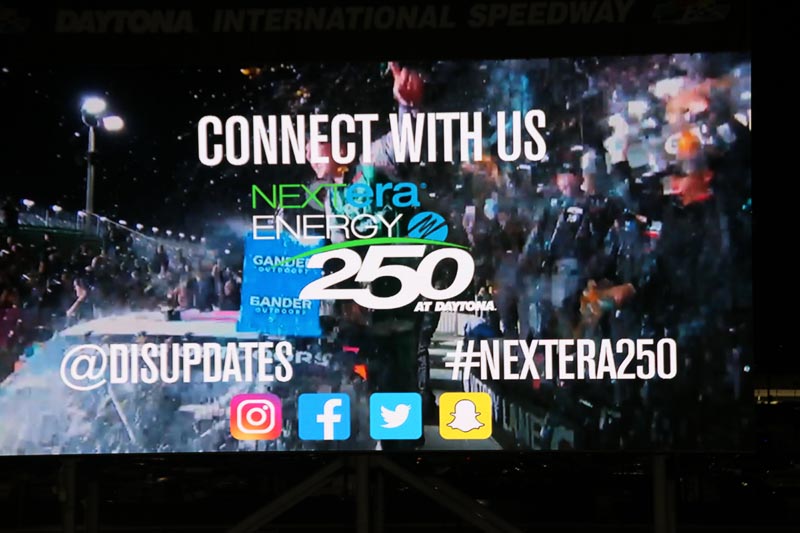 DAYTONA INTERNATIONAL SPEEDWAY
CONNECT WITH US
NEXTera®
ENERGY
250
AT DAYTONA
GANDER
OUTDOORS
GANDER
OUTDOORS
@DISUPDATES
#NEXTERA250